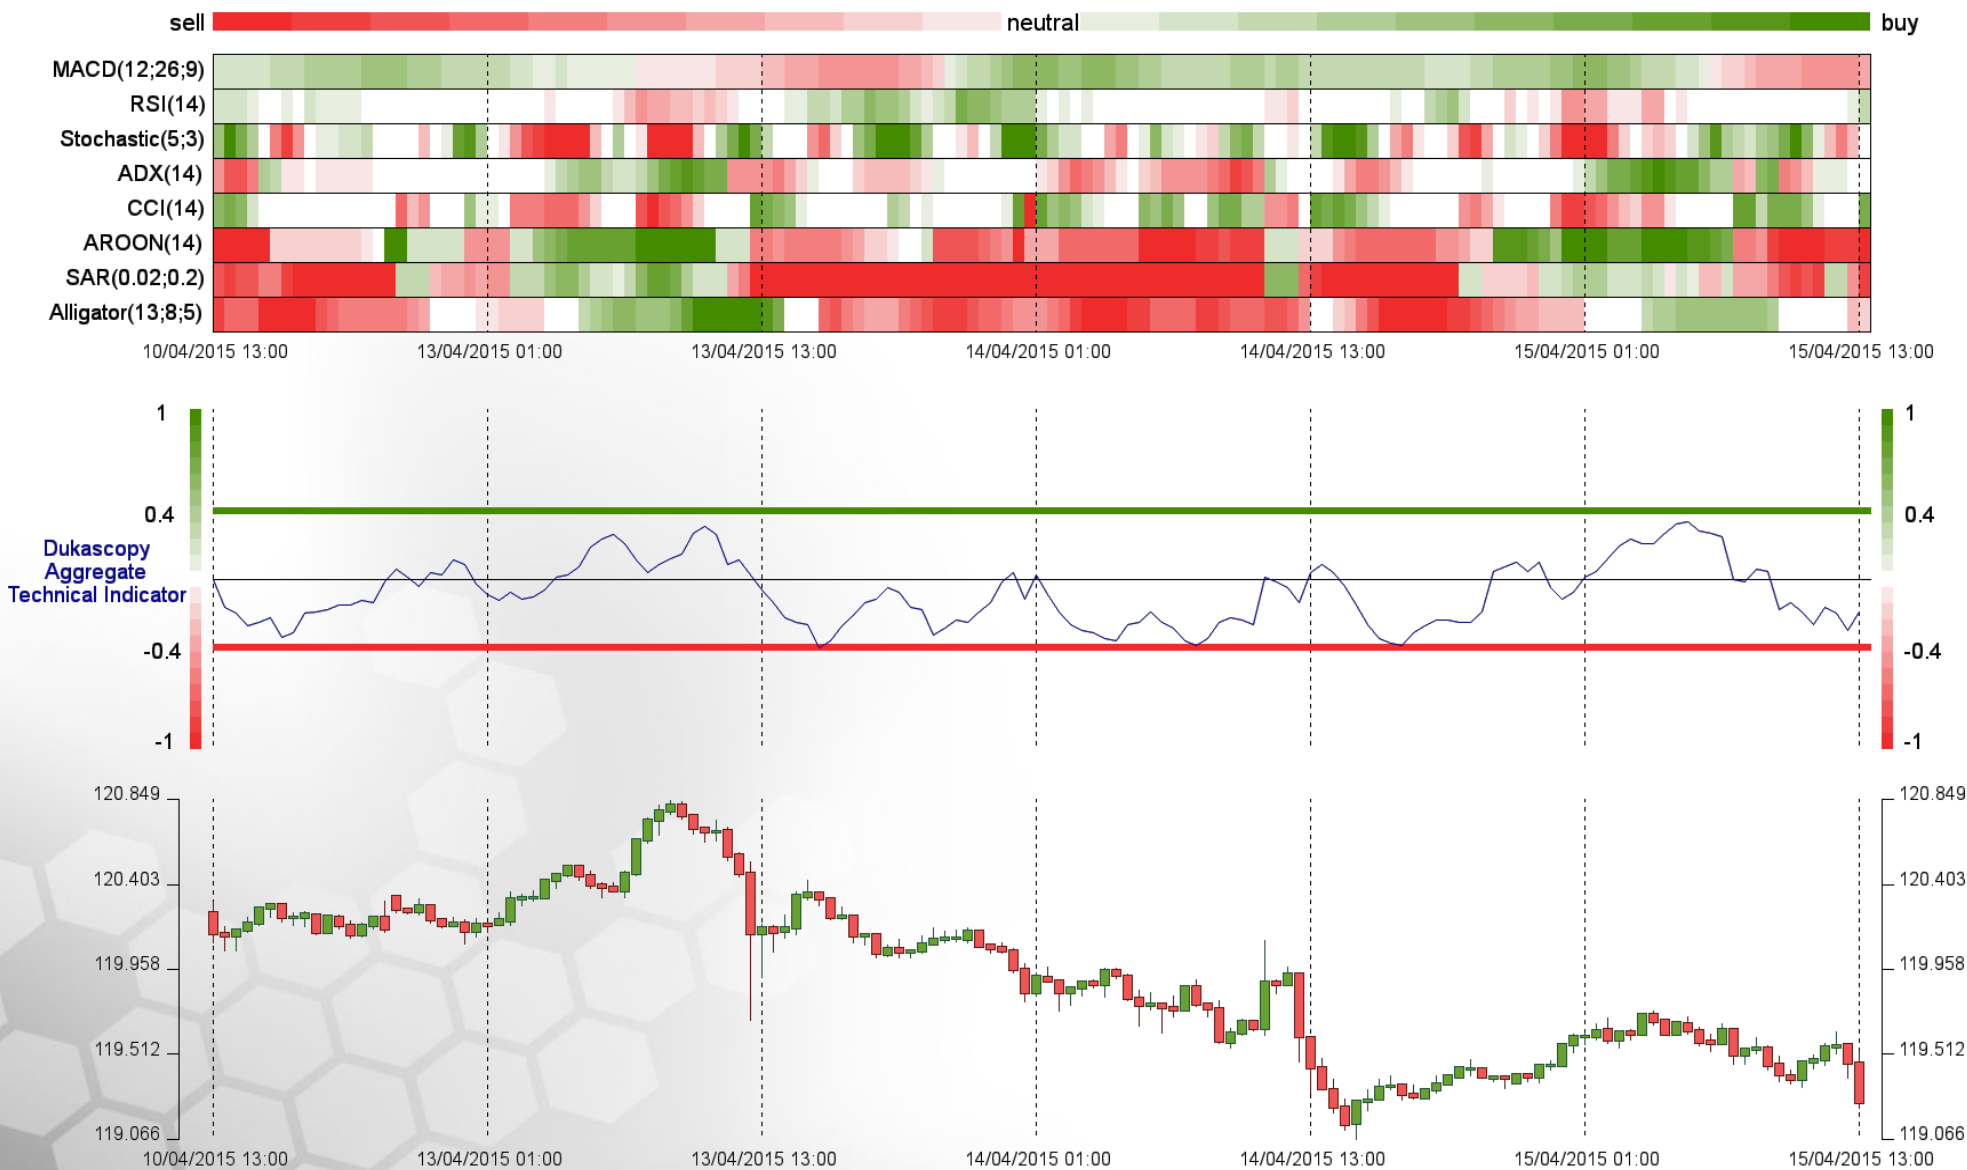 sell neutral buy
MACD(12;26;9)
RSI(14)
Stochastic(5;3)
ADX(14)
CCI(14)
AROON(14)
SAR(0.02;0.2)
Alligator(13;8;5)
10/04/2015 13:00 13/04/2015 01:00 13/04/2015 13:00 14/04/2015 01:00 14/04/2015 13:00 15/04/2015 01:00 15/04/2015 13:00
1 1
0.4 0.4
Dukascopy
Aggregate
Technical Indicator
-0.4 -0.4
-1 -1
120.849 120.849
120.403 120.403
119.958 119.958
119.512 119.512
119.066 119.066
10/04/2015 13:00 13/04/2015 01:00 13/04/2015 13:00 14/04/2015 01:00 14/04/2015 13:00 15/04/2015 01:00 15/04/2015 13:00